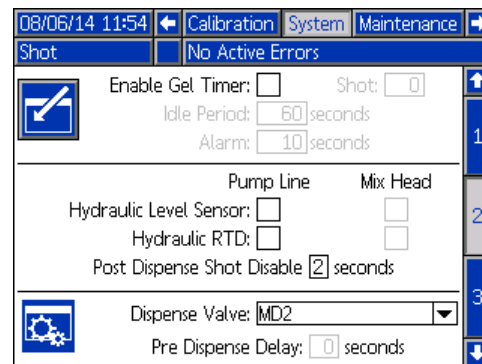 08/06/14 11:54 Calibration System Maintenance
Shot No Active Errors
Enable Gel Timer: Shot: 0
Idle Period: 60 seconds
Alarm: 10 seconds
1
Pump Line Mix Head
Hydraulic Level Sensor:
2
Hydraulic RTD:
Post Dispense Shot Disable 2 seconds
3
Dispense Valve: MD2
Pre Dispense Delay: 0 seconds